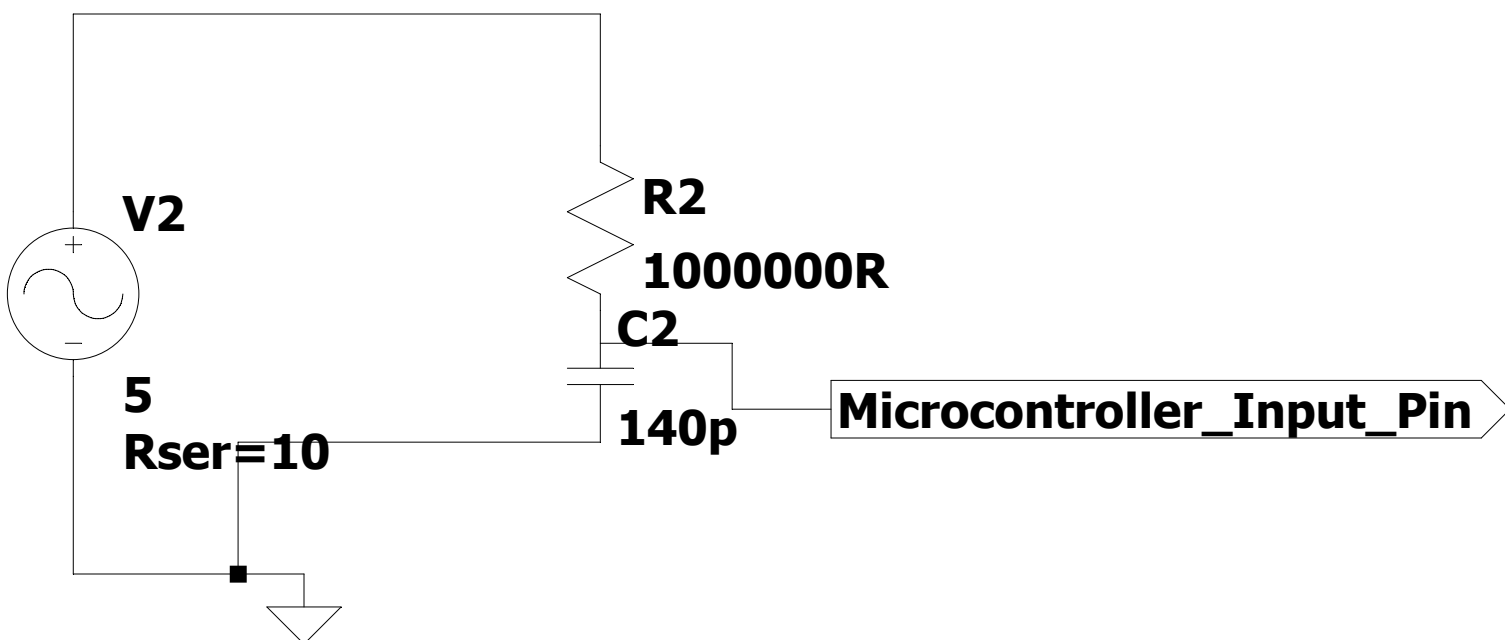 V2
5
Rser=10
R2
1000000R
C2
140p
Microcontroller_Input_Pin